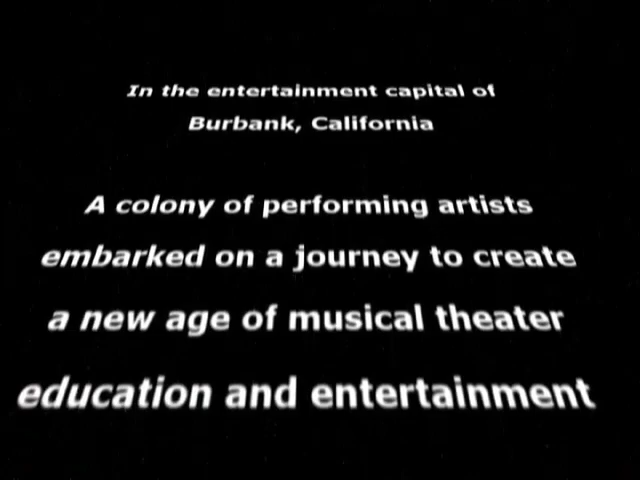 In the entertainment capital of
Burbank, California
A colony of performing artists
embarked on a journey to create
a new age of musical theater
education and entertainment